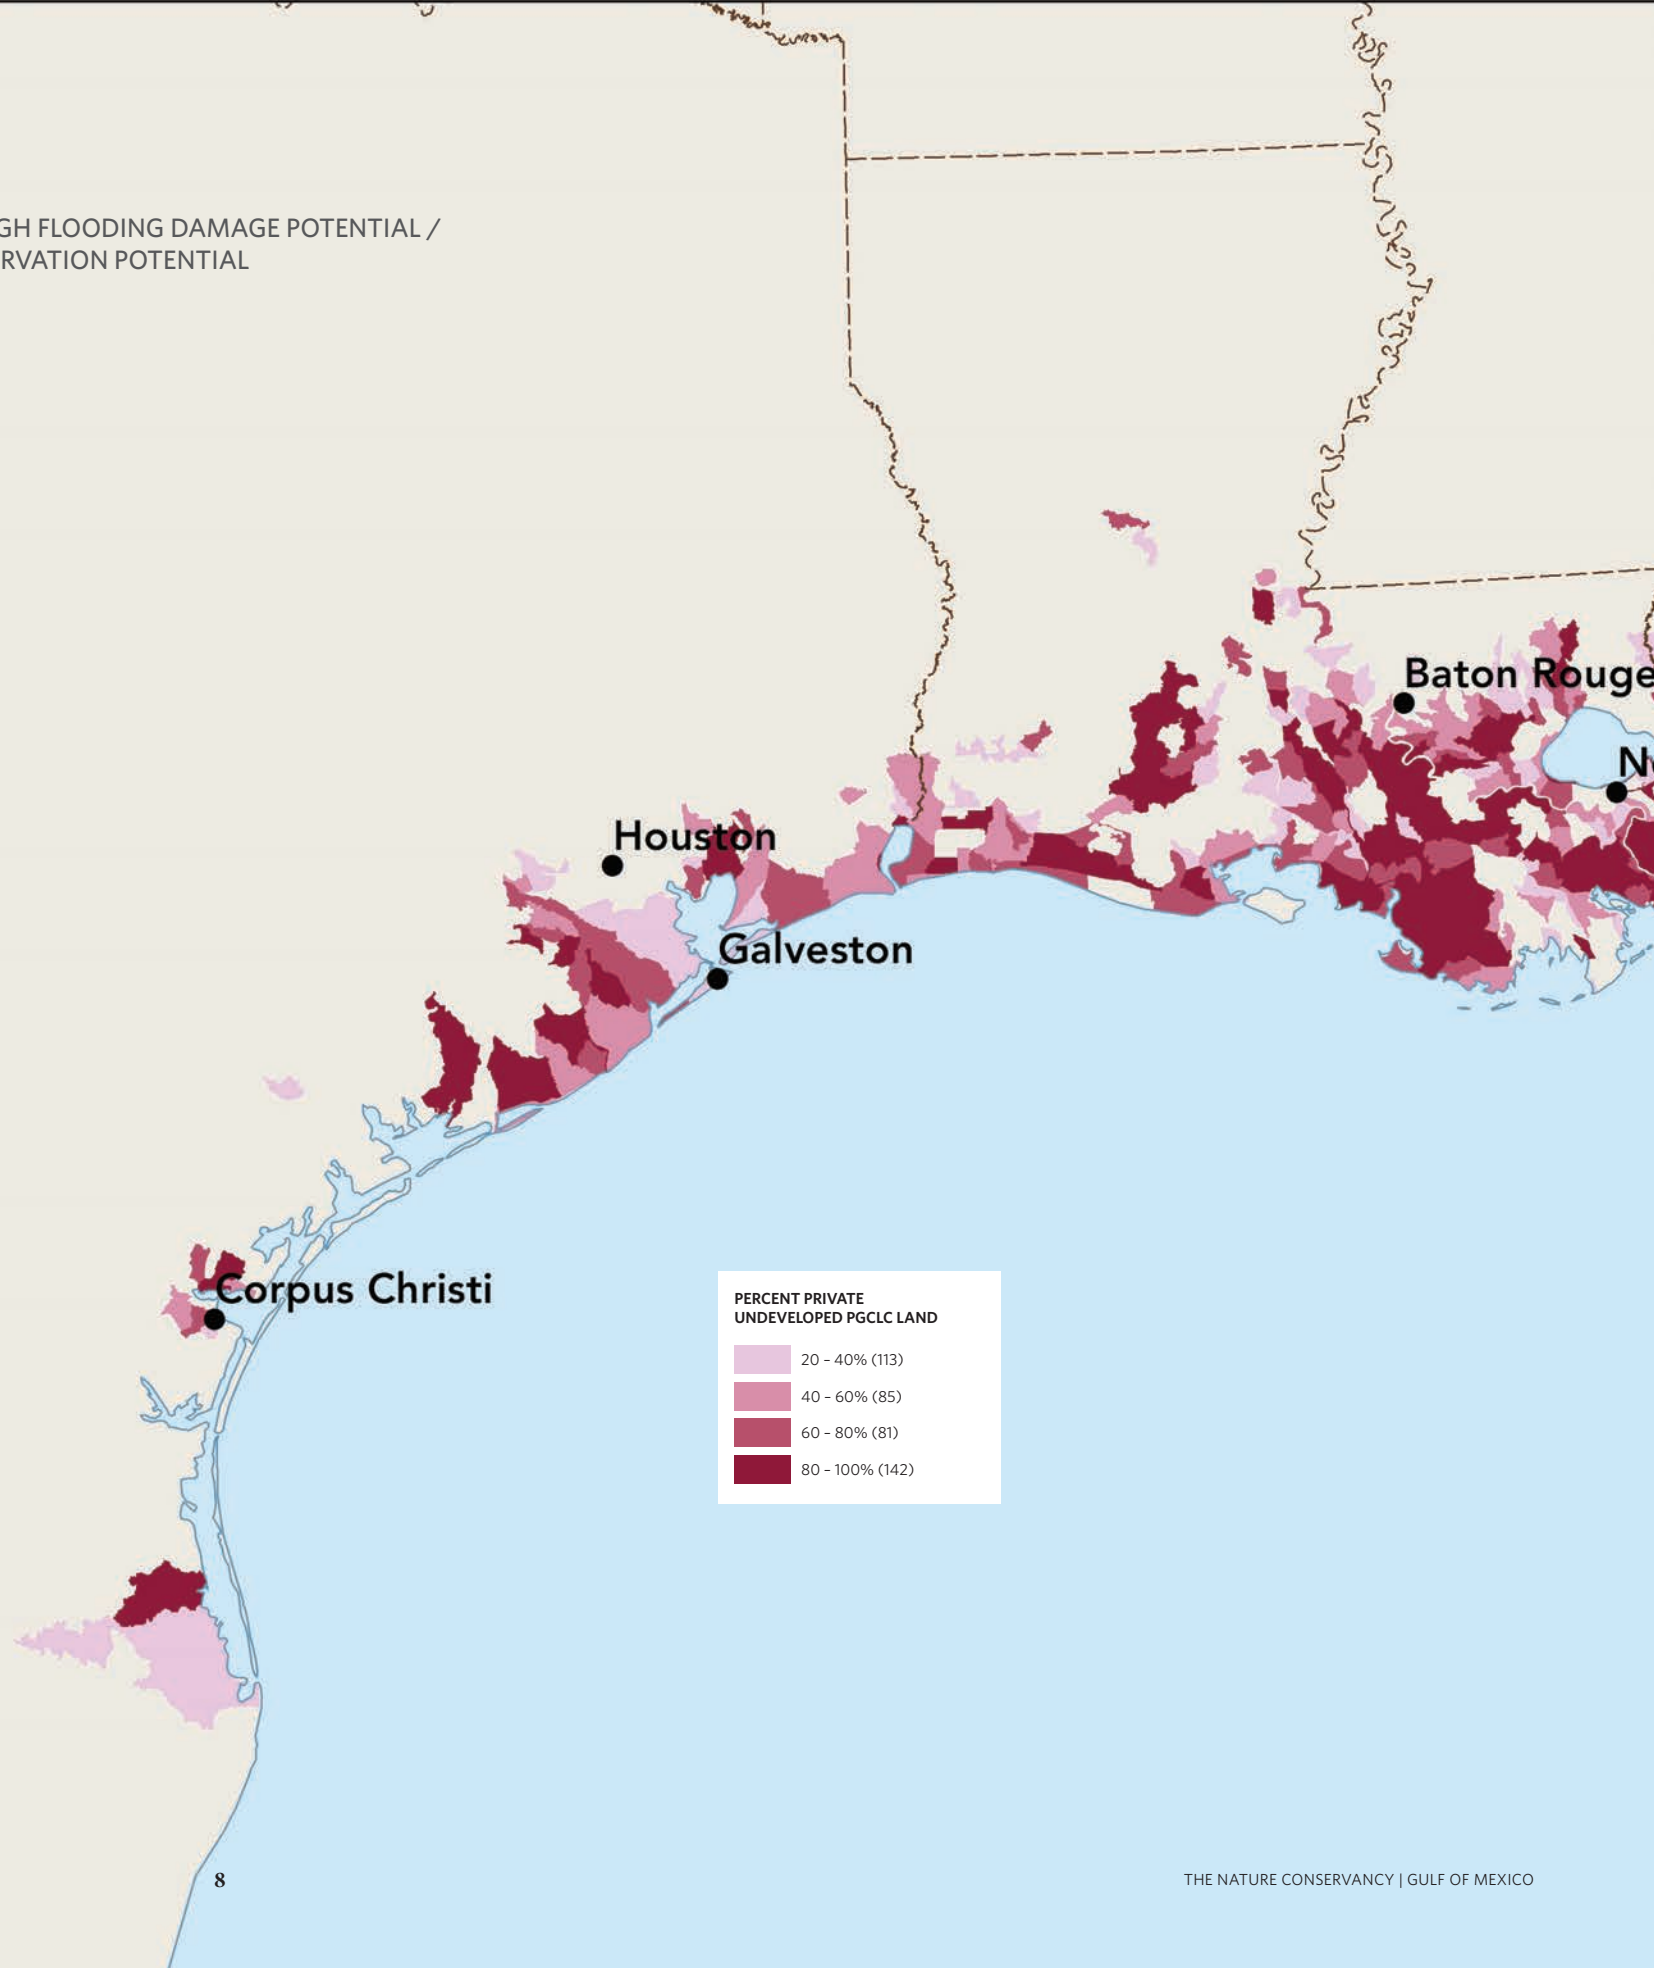 GH FLOODING DAMAGE POTENTIAL /
RVATION POTENTIAL
Baton Rouge
N
Houston
Galveston
Corpus Christi
PERCENT PRIVATE
UNDEVELOPED PGCLC LAND
20 – 40% (113)
40 – 60% (85)
60 – 80% (81)
80 – 100% (142)
8
THE NATURE CONSERVANCY | GULF OF MEXICO